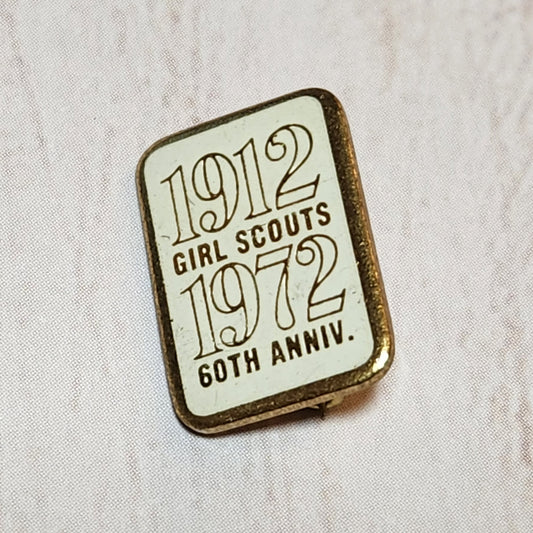 1912
GIRL SCOUTS
1972
60TH ANNIV.